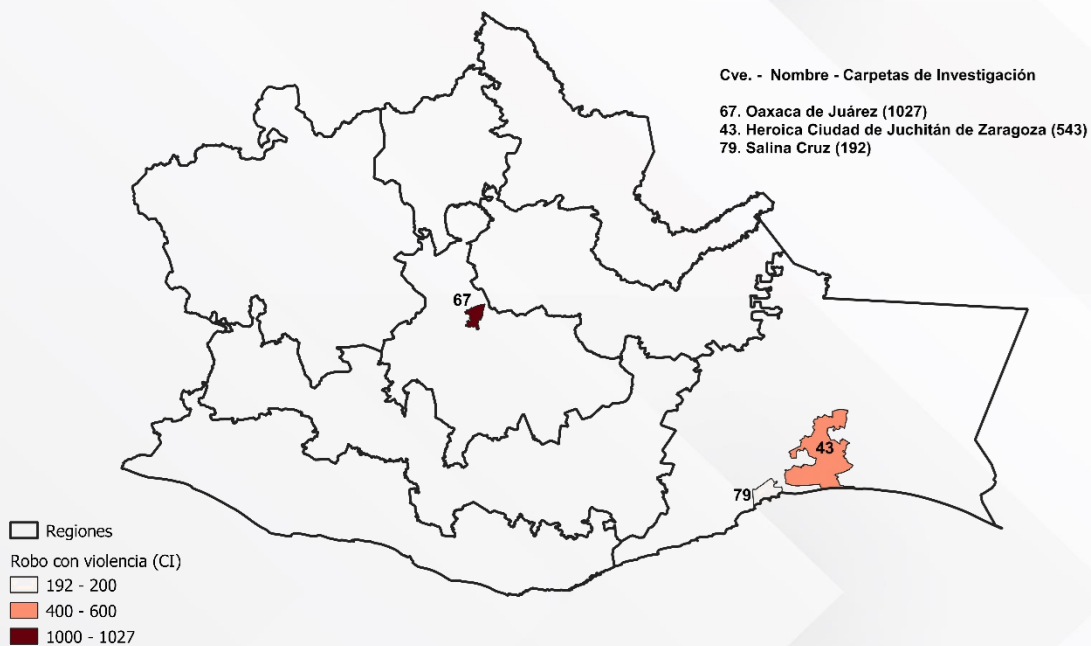 Cve. - Nombre - Carpetas de Investigación
67. Oaxaca de Juárez (1027)
43. Heroica Ciudad de Juchitán de Zaragoza (543)
79. Salina Cruz (192)
67
43
79
Regiones
Robo con violencia (CI)
192 - 200
400 - 600
1000 - 1027